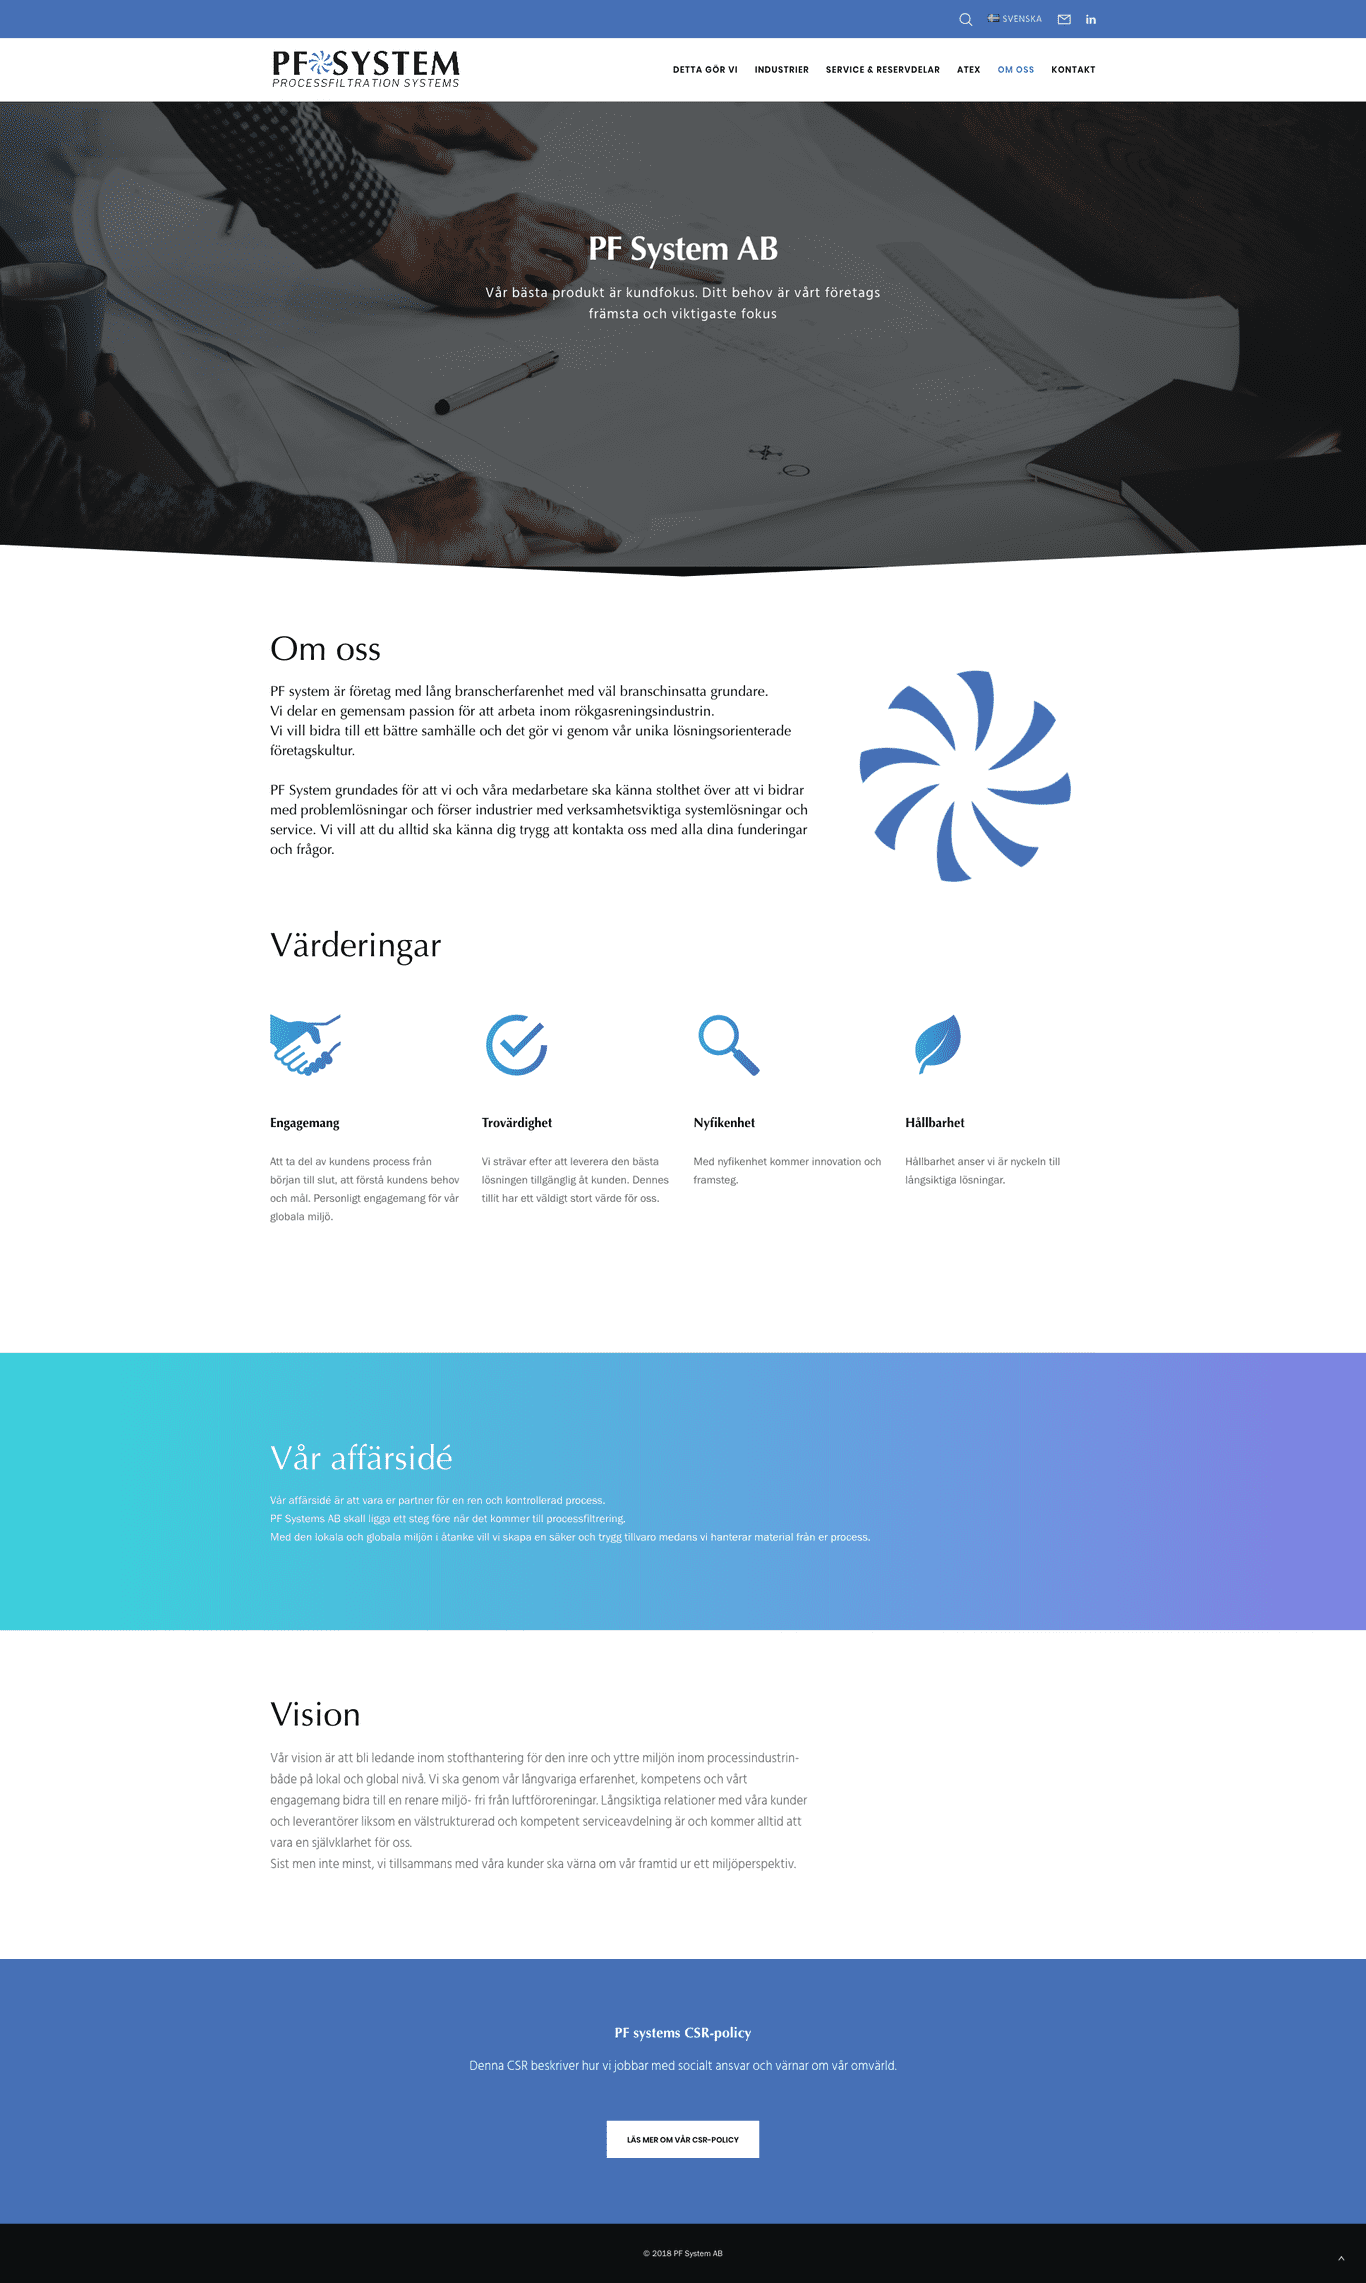 SVENSKA
PF SYSTEM
PROCESSFILTRATION SYSTEMS
DETTA GÖR VI INDUSTRIER SERVICE & RESERVDELAR ATEX OM OSS KONTAKT
PF System AB
Vår bästa produkt är kundfokus. Ditt behov är vårt företags
främsta och viktigaste fokus
Om oss
PF system är företag med lång branscherfarenhet med väl branschinsatta grundare.
Vi delar en gemensam passion för att arbeta inom rökgasreningsindustrin.
Vi vill bidra till ett bättre samhälle och det gör vi genom vår unika lösningsorienterade
företagskultur.
PF System grundades för att vi och våra medarbetare ska känna stolthet över att vi bidrar
med problemlösningar och förser industrier med verksamhetsviktiga systemlösningar och
service. Vi vill att du alltid ska känna dig trygg att kontakta oss med alla dina funderingar
och frågor.
Värderingar
Engagemang
Att ta del av kundens process från
början till slut, att förstå kundens behov
och mål. Personligt engagemang för vår
globala miljö.
Trovärdighet
Vi strävar efter att leverera den bästa
lösningen tillgänglig åt kunden. Dennes
tillit har ett väldigt stort värde för oss.
Nyfikenhet
Med nyfikenhet kommer innovation och
framsteg.
Hållbarhet
Hållbarhet anser vi är nyckeln till
långsiktiga lösningar.
Vår affärsidé
Vår affärsidé är att vara er partner för en ren och kontrollerad process.
PF Systems AB skall ligga ett steg före när det kommer till processfiltrering.
Med den lokala och globala miljön i åtanke vill vi skapa en säker och trygg tillvaro medans vi hanterar material från er process.
Vision
Vår vision är att bli ledande inom stofthantering för den inre och yttre miljön inom processindustrin-
både på lokal och global nivå. Vi ska genom vår långvariga erfarenhet, kompetens och vårt
engagemang bidra till en renare miljö- fri från luftföroreningar. Långsiktiga relationer med våra kunder
och leverantörer liksom en välstrukturerad och kompetent serviceavdelning är och kommer alltid att
vara en självklarhet för oss.
Sist men inte minst, vi tillsammans med våra kunder ska värna om vår framtid ur ett miljöperspektiv.
PF systems CSR-policy
Denna CSR beskriver hur vi jobbar med socialt ansvar och värnar om vår omvärld.
LÄS MER OM VÅR CSR-POLICY
© 2018 PF System AB